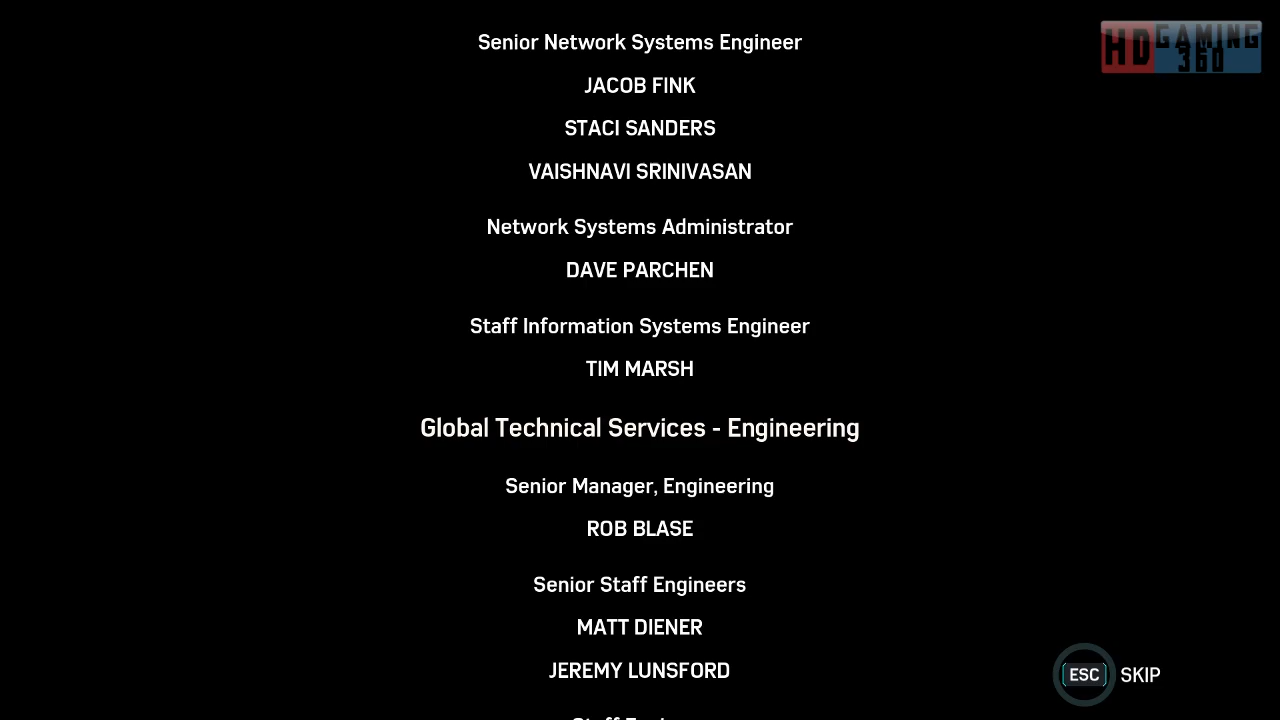 Senior Network Systems Engineer
HD GAMING 360
JACOB FINK
STACI SANDERS
VAISHNAVI SRINIVASAN
Network Systems Administrator
DAVE PARCHEN
Staff Information Systems Engineer
TIM MARSH
Global Technical Services - Engineering
Senior Manager, Engineering
ROB BLASE
Senior Staff Engineers
MATT DIENER
JEREMY LUNSFORD
ESC SKIP